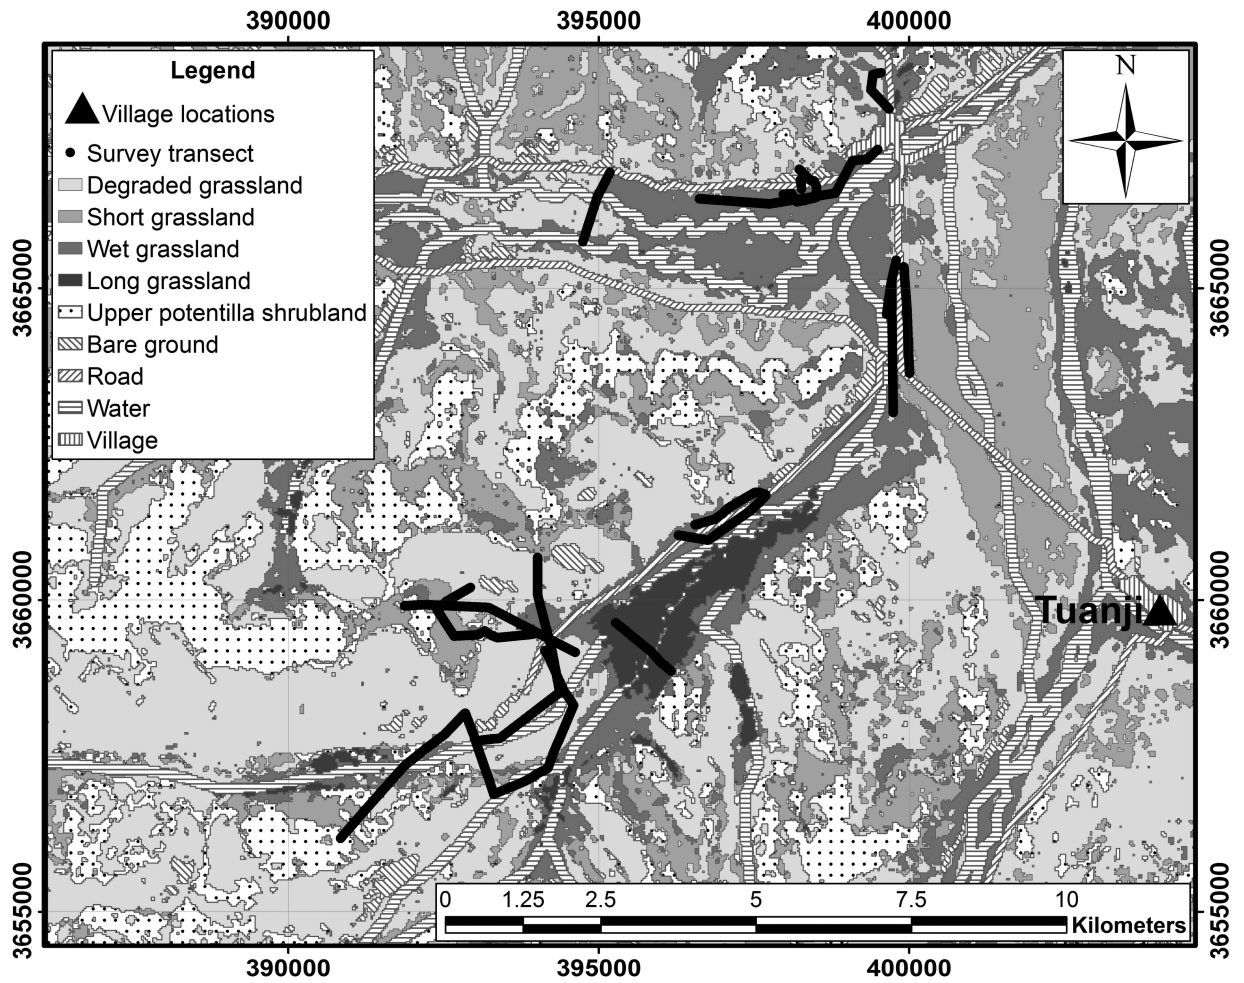 390000 395000 400000
Legend
Village locations
Survey transect
Degraded grassland
Short grassland
Wet grassland
Long grassland
Upper potentilla shrubland
Bare ground
Road
Water
Village
N
3665000 3665000
3660000 3660000
Tuanji
3655000 3655000
0 1.25 2.5 5 7.5 10
Kilometers
390000 395000 400000